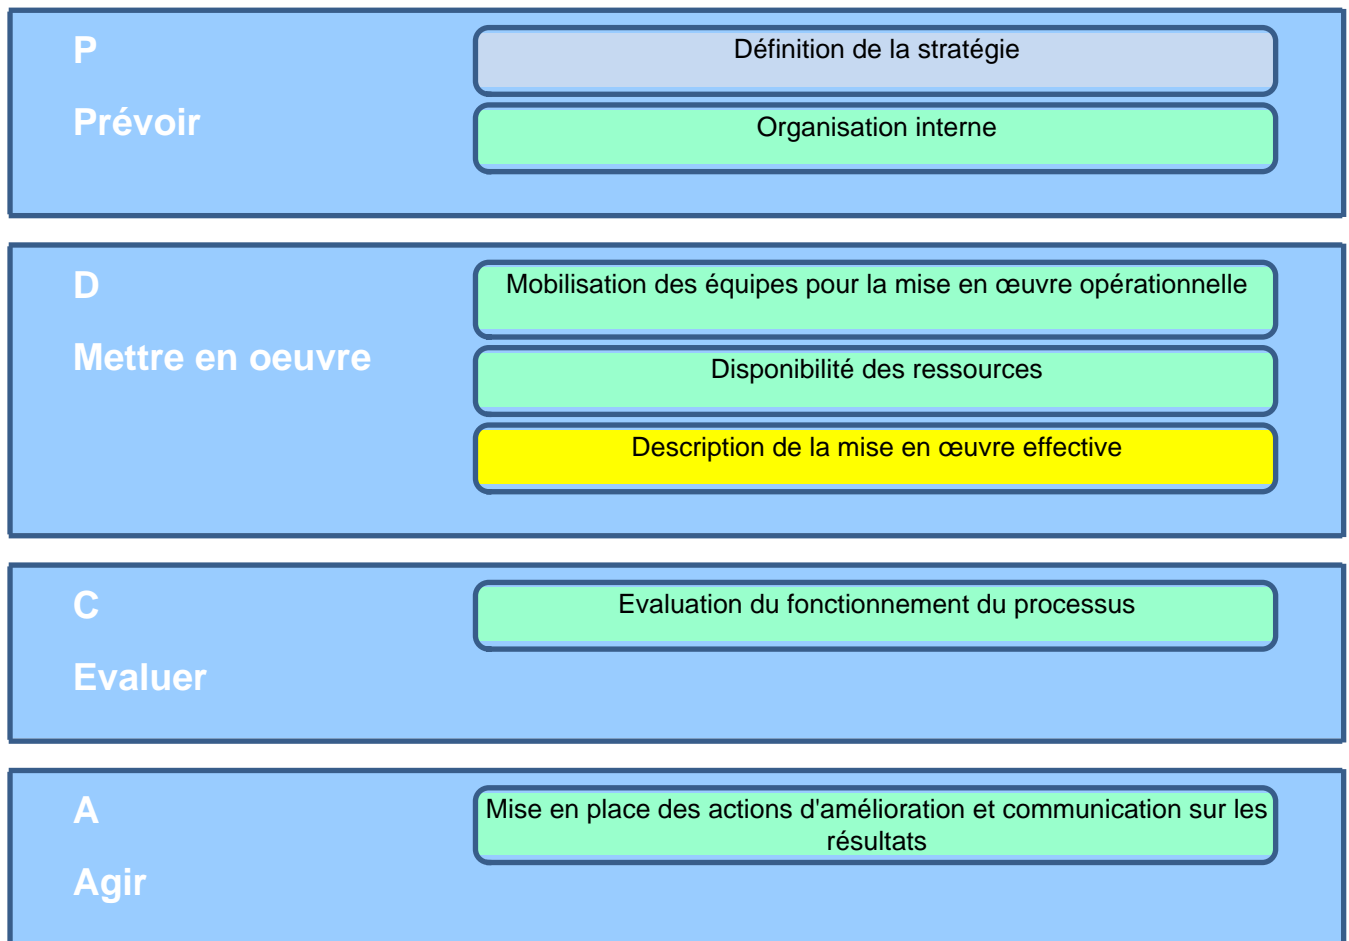 P
Prévoir
Définition de la stratégie
Organisation interne
D
Mettre en oeuvre
Mobilisation des équipes pour la mise en œuvre opérationnelle
Disponibilité des ressources
Description de la mise en œuvre effective
C
Evaluer
Evaluation du fonctionnement du processus
A
Agir
Mise en place des actions d'amélioration et communication sur les
résultats